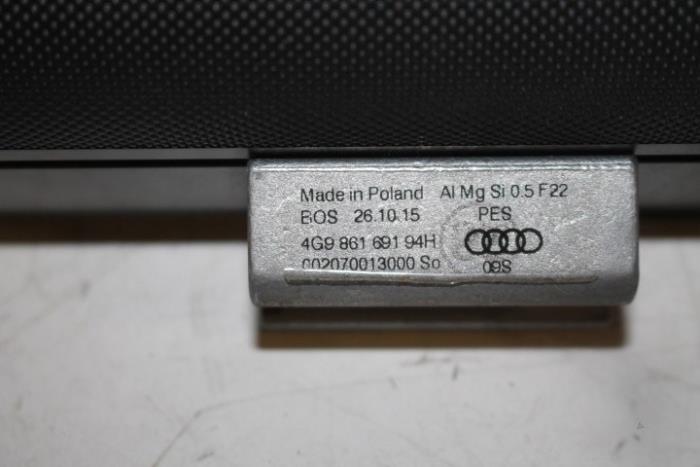 Made in Poland Al Mg Si 0.5 F22
BOS 26.10.15 PES
4G9 861 691 94H
002070013000 So 09S